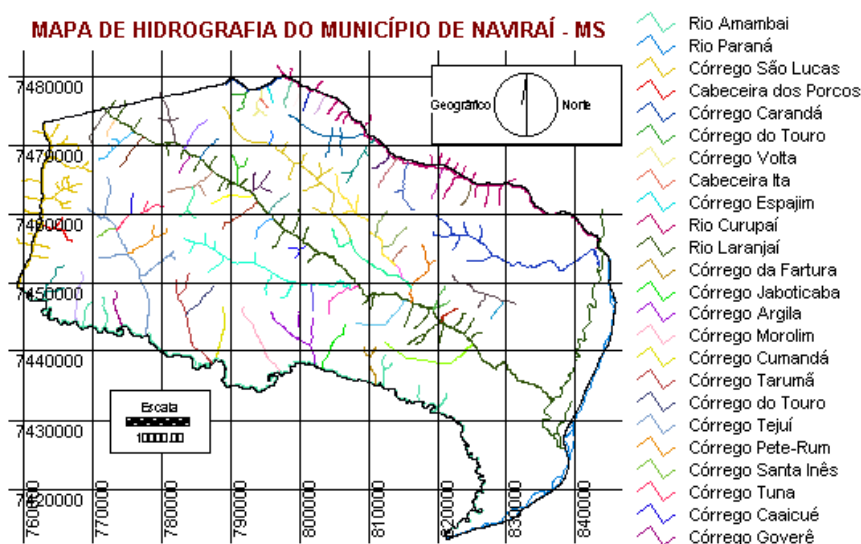 MAPA DE HIDROGRAFIA DO MUNICÍPIO DE NAVIRAÍ - MS
7480000
7470000
7460000
7450000
7440000
7430000
7420000
760000
770000
780000
790000
800000
810000
820000
830000
840000
Geográfico
Norte
Escala
10000.00
Rio Amambai
Rio Paraná
Córrego São Lucas
Cabeceira dos Porcos
Córrego Carandá
Córrego do Touro
Córrego Volta
Cabeceira Ita
Córrego Espajim
Rio Curupaí
Rio Laranjaí
Córrego da Fartura
Córrego Jaboticaba
Córrego Argila
Córrego Morolim
Córrego Cumandá
Córrego Tarumã
Córrego do Touro
Córrego Tejuí
Córrego Pete-Rum
Córrego Santa Inês
Córrego Tuna
Córrego Caaicué
Córrego Goverê